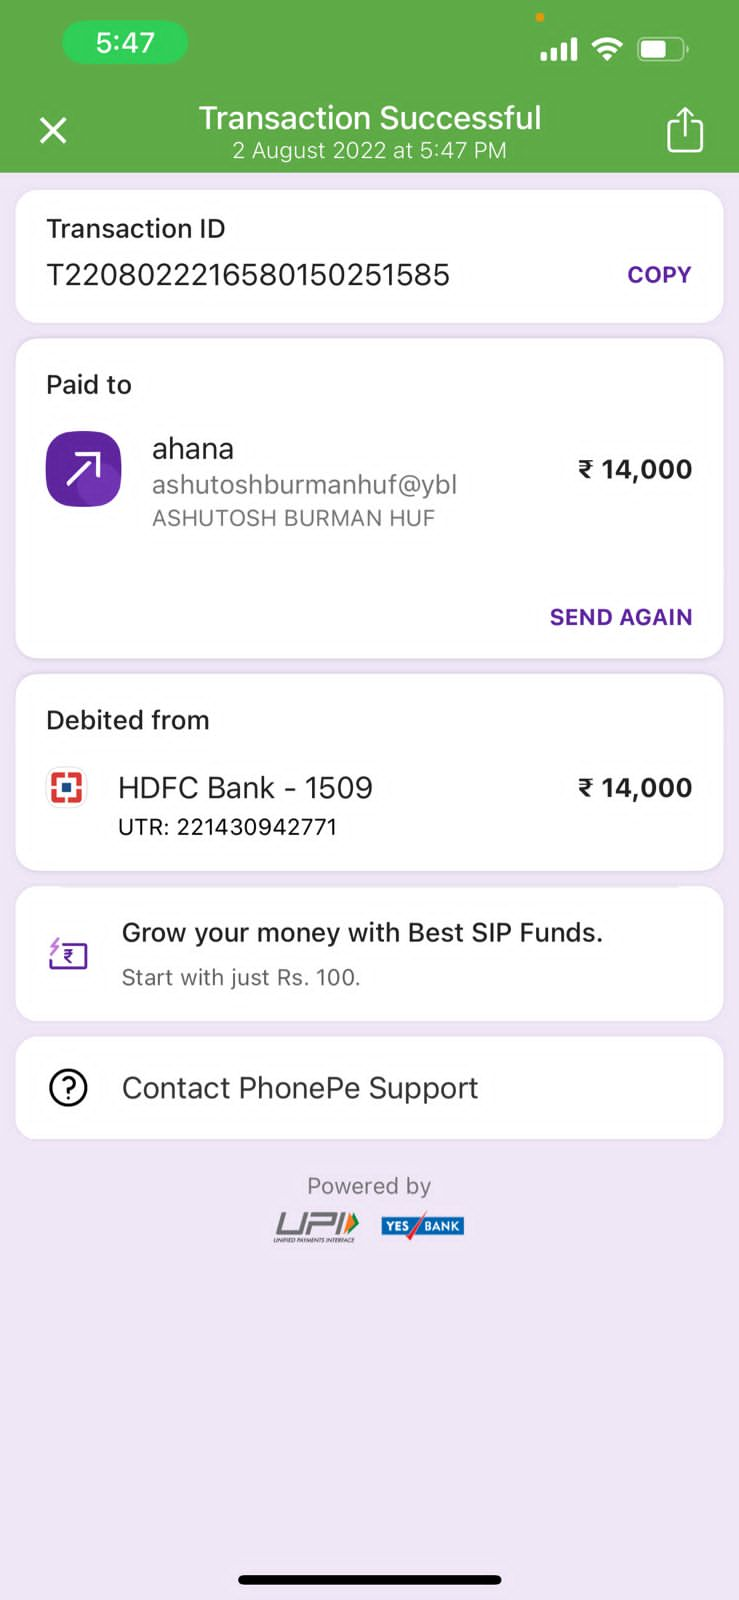 5:47
Transaction Successful
2 August 2022 at 5:47 PM
Transaction ID
T2208022216580150251585
COPY
Paid to
ahana
ashutoshburmanhuf@ybl
ASHUTOSH BURMAN HUF
₹ 14,000
SEND AGAIN
Debited from
HDFC Bank - 1509
₹ 14,000
UTR: 221430942771
Grow your money with Best SIP Funds.
Start with just Rs. 100.
Contact PhonePe Support
Powered by
UPI
UNIFIED PAYMENTS INTERFACE
YES BANK